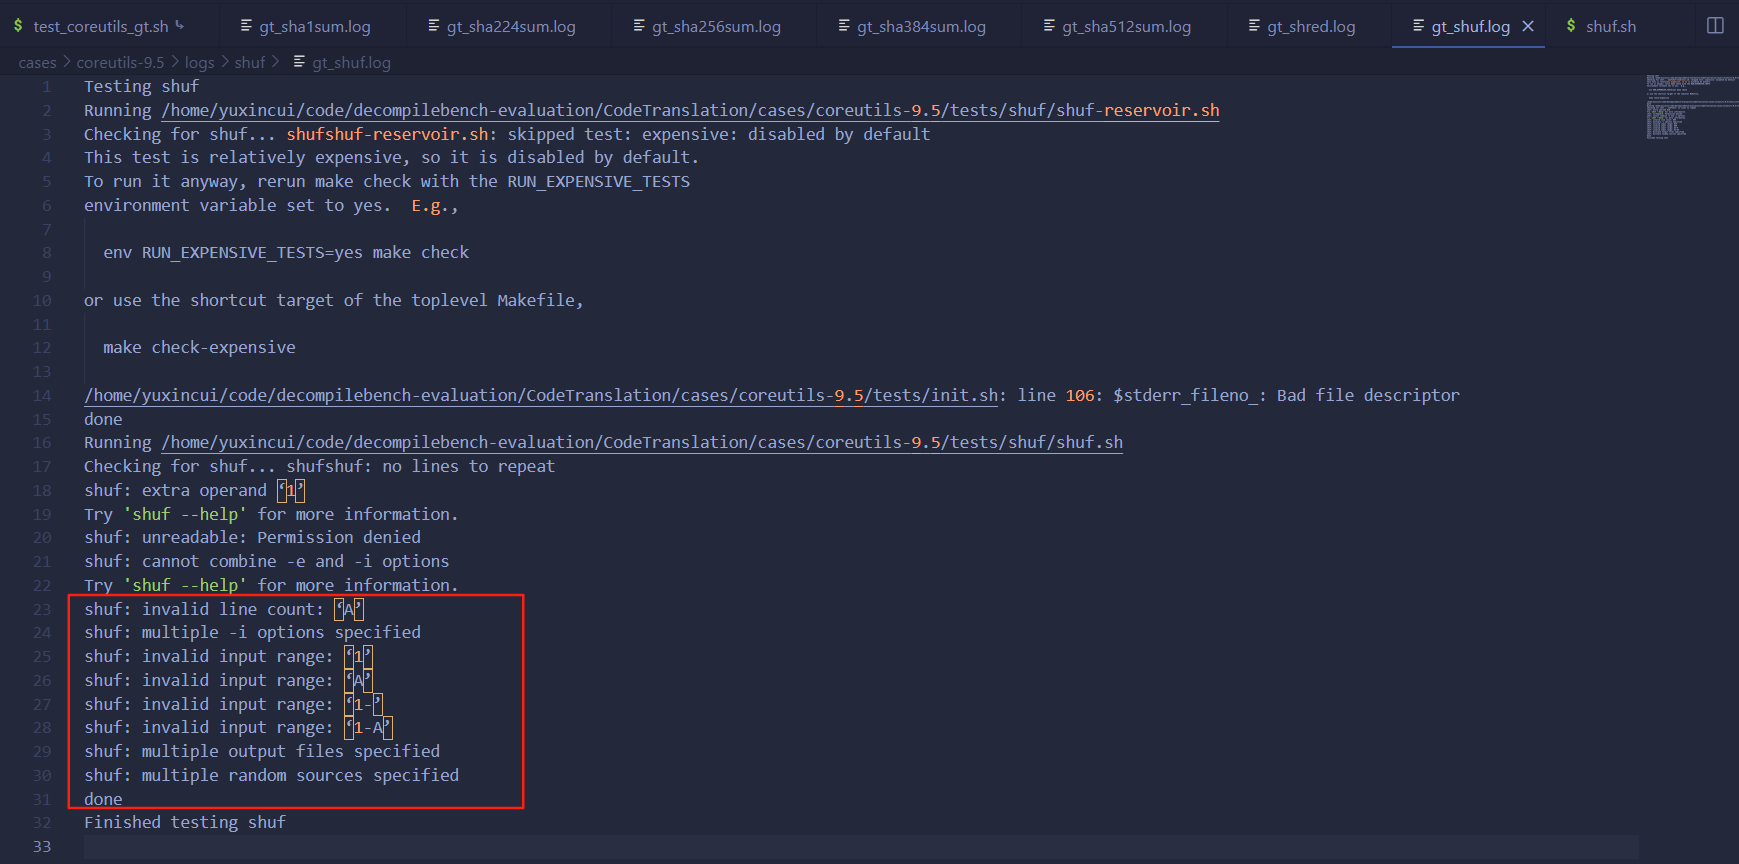 $ test_coreutils_gt.sh gt_sha1sum.log gt_sha224sum.log gt_sha256sum.log gt_sha384sum.log gt_sha512sum.log gt_shred.log gt_shuf.log $ shuf.sh
cases > coreutils-9.5 > logs > shuf > gt_shuf.log
1 Testing shuf
2 Running /home/yuxincui/code/decompilebench-evaluation/CodeTranslation/cases/coreutils-9.5/tests/shuf/shuf-reservoir.sh
3 Checking for shuf... shufshuf-reservoir.sh: skipped test: expensive: disabled by default
4 This test is relatively expensive, so it is disabled by default.
5 To run it anyway, rerun make check with the RUN_EXPENSIVE_TESTS
6 environment variable set to yes.  E.g.,
7
8   env RUN_EXPENSIVE_TESTS=yes make check
9
10 or use the shortcut target of the toplevel Makefile,
11
12   make check-expensive
13
14 /home/yuxincui/code/decompilebench-evaluation/CodeTranslation/cases/coreutils-9.5/tests/init.sh: line 106: $stderr_fileno_: Bad file descriptor
15 done
16 Running /home/yuxincui/code/decompilebench-evaluation/CodeTranslation/cases/coreutils-9.5/tests/shuf/shuf.sh
17 Checking for shuf... shufshuf: no lines to repeat
18 shuf: extra operand ‘1’
19 Try 'shuf --help' for more information.
20 shuf: unreadable: Permission denied
21 shuf: cannot combine -e and -i options
22 Try 'shuf --help' for more information.
23 shuf: invalid line count: ‘A’
24 shuf: multiple -i options specified
25 shuf: invalid input range: ‘1’
26 shuf: invalid input range: ‘A’
27 shuf: invalid input range: ‘1-’
28 shuf: invalid input range: ‘1-A’
29 shuf: multiple output files specified
30 shuf: multiple random sources specified
31 done
32 Finished testing shuf
33